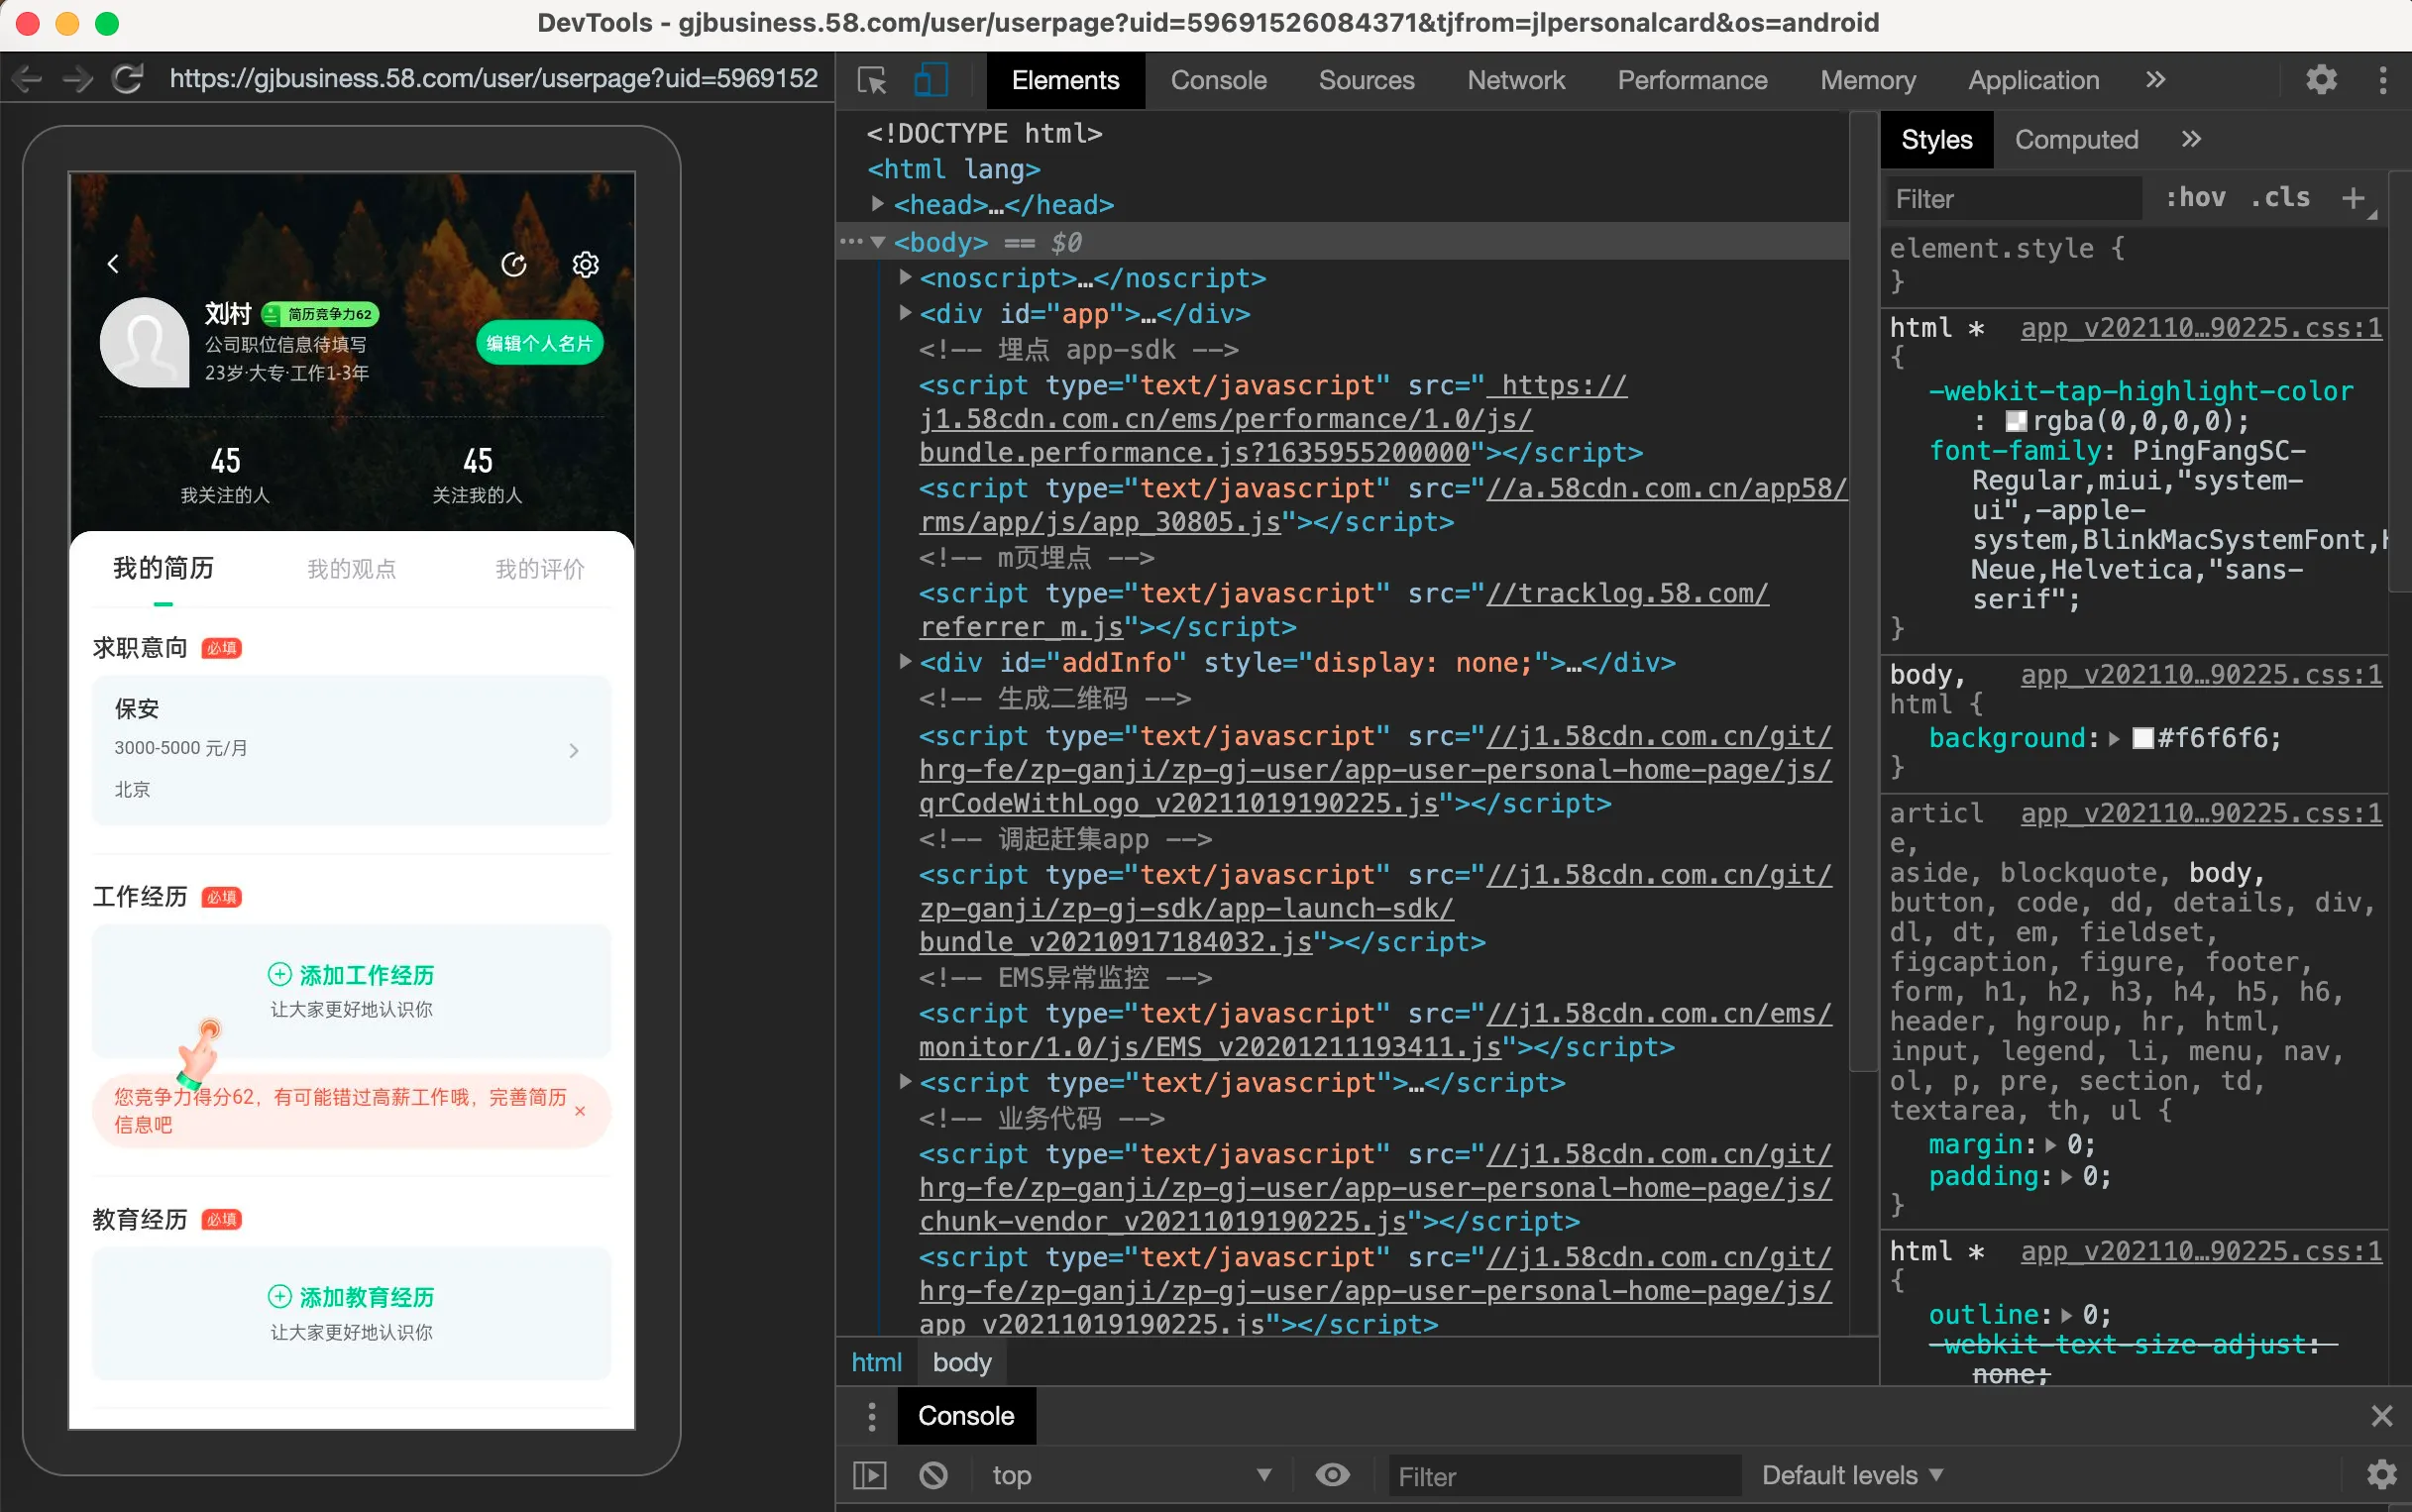 DevTools - gjbusiness.58.com/user/userpage?uid=59691526084371&tjfrom=jlpersonalcard&os=android
https://gjbusiness.58.com/user/userpage?uid=5969152
刘村 简历竞争力62
公司职位信息待填写
23岁·大专·工作1-3年
编辑个人名片
45 45
我关注的人 关注我的人
我的简历 我的观点 我的评价
求职意向 必填
保安
3000-5000 元/月
北京
工作经历 必填
添加工作经历
让大家更好地认识你
您竞争力得分62，有可能错过高薪工作哦，完善简历
信息吧
教育经历 必填
添加教育经历
让大家更好地认识你
Elements Console Sources Network Performance Memory Application »
<!DOCTYPE html>
<html lang>
<head>…</head>
<body> == $0
<noscript>…</noscript>
<div id="app">…</div>
<!-- 埋点 app-sdk -->
<script type="text/javascript" src=" https://
j1.58cdn.com.cn/ems/performance/1.0/js/
bundle.performance.js?1635955200000"></script>
<script type="text/javascript" src="//a.58cdn.com.cn/app58/
rms/app/js/app_30805.js"></script>
<!-- m页埋点 -->
<script type="text/javascript" src="//tracklog.58.com/
referrer_m.js"></script>
<div id="addInfo" style="display: none;">…</div>
<!-- 生成二维码 -->
<script type="text/javascript" src="//j1.58cdn.com.cn/git/
hrg-fe/zp-ganji/zp-gj-user/app-user-personal-home-page/js/
qrCodeWithLogo_v20211019190225.js"></script>
<!-- 调起赶集app -->
<script type="text/javascript" src="//j1.58cdn.com.cn/git/
zp-ganji/zp-gj-sdk/app-launch-sdk/
bundle_v20210917184032.js"></script>
<!-- EMS异常监控 -->
<script type="text/javascript" src="//j1.58cdn.com.cn/ems/
monitor/1.0/js/EMS_v20201211193411.js"></script>
<script type="text/javascript">…</script>
<!-- 业务代码 -->
<script type="text/javascript" src="//j1.58cdn.com.cn/git/
hrg-fe/zp-ganji/zp-gj-user/app-user-personal-home-page/js/
chunk-vendor_v20211019190225.js"></script>
<script type="text/javascript" src="//j1.58cdn.com.cn/git/
hrg-fe/zp-ganji/zp-gj-user/app-user-personal-home-page/js/
app_v20211019190225.js"></script>
html body
Styles Computed »
Filter :hov .cls +
element.style {
}
html * app_v202110…90225.css:1
{
-webkit-tap-highlight-color
: rgba(0,0,0,0);
font-family: PingFangSC-
Regular,miui,"system-
ui",-apple-
system,BlinkMacSystemFont,
Neue,Helvetica,"sans-
serif";
}
body, app_v202110…90225.css:1
html {
background: #f6f6f6;
}
articl app_v202110…90225.css:1
e,
aside, blockquote, body,
button, code, dd, details, div,
dl, dt, em, fieldset,
figcaption, figure, footer,
form, h1, h2, h3, h4, h5, h6,
header, hgroup, hr, html,
input, legend, li, menu, nav,
ol, p, pre, section, td,
textarea, th, ul {
margin: 0;
padding: 0;
}
html * app_v202110…90225.css:1
{
outline: 0;
-webkit-text-size-adjust:
none;
Console
top Filter Default levels